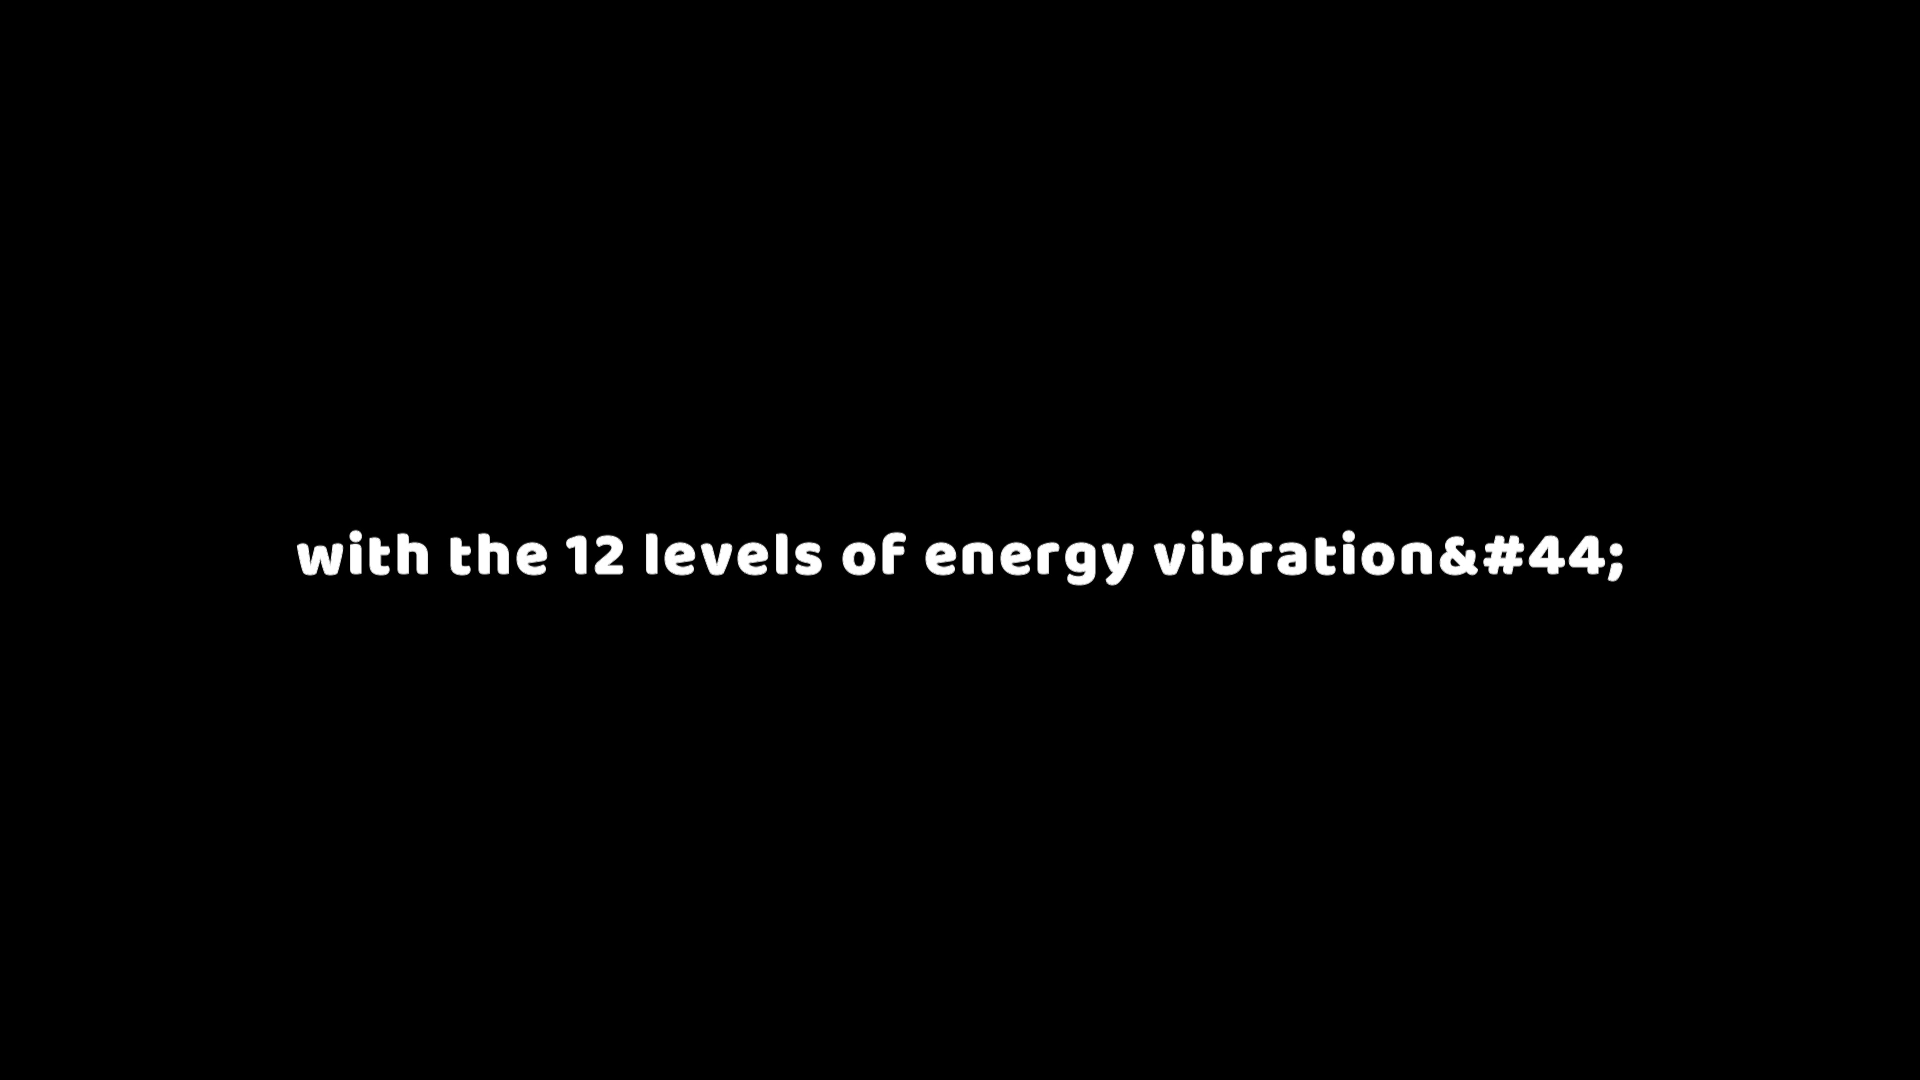 with the 12 levels of energy vibration&#44;